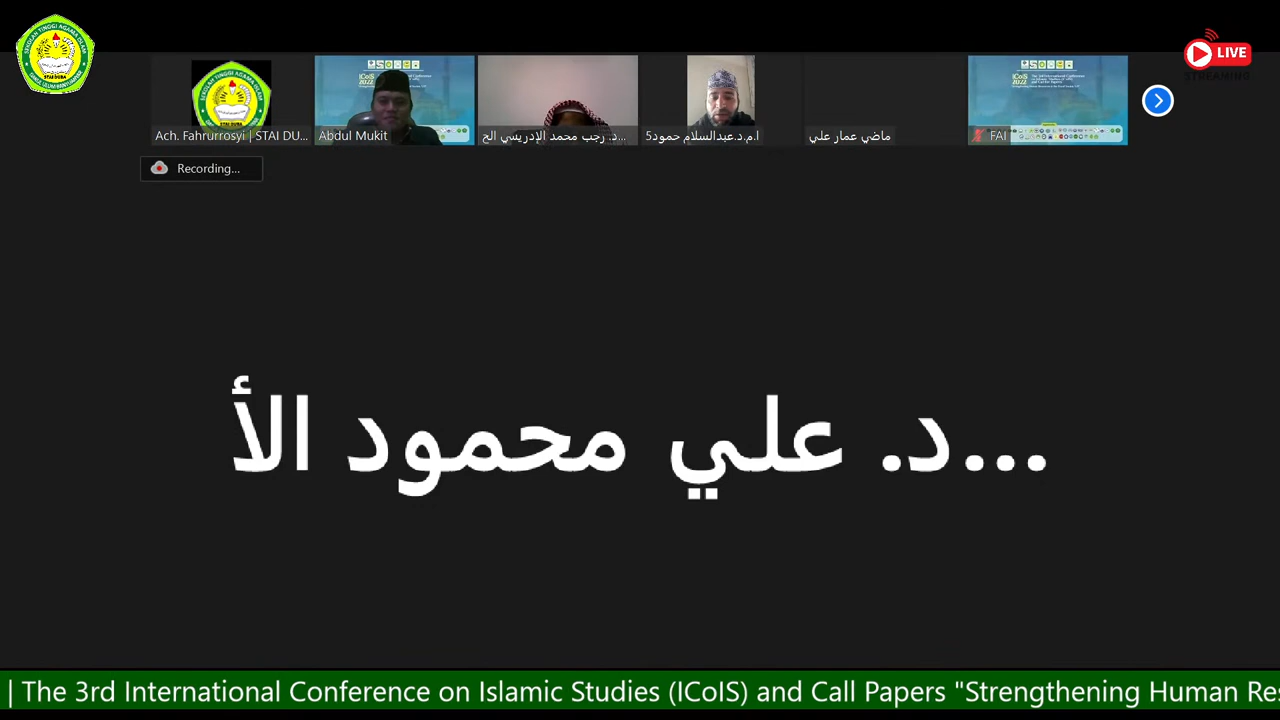 LIVE
STREAMING
Ach. Fahrurrosyi | STAI DU...
Abdul Mukit
د. رجب محمد الإدريسي الح...
ا.م.د.عبدالسلام حمود5
ماضي عمار علي
FAI
Recording...
د. علي محمود الأ...
| The 3rd International Conference on Islamic Studies (ICoIS) and Call Papers "Strengthening Human Res